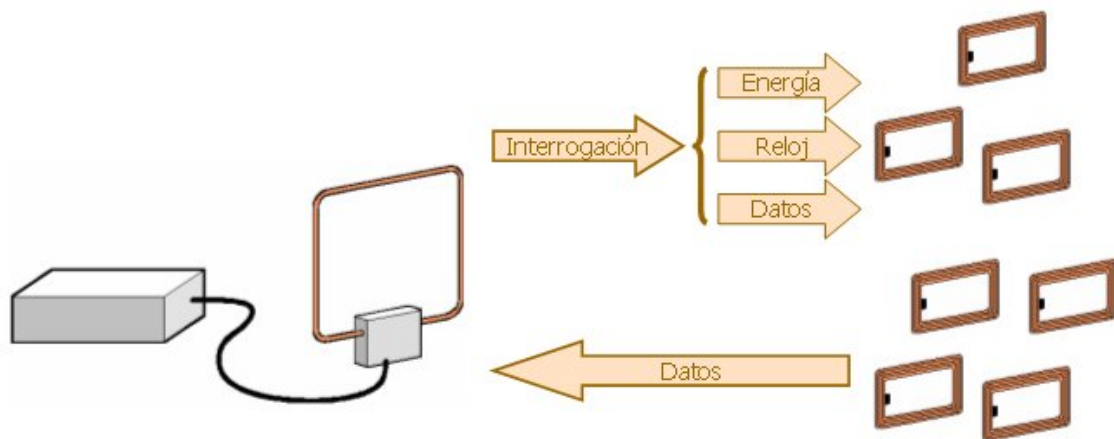 Energía
Interrogación
Reloj
Datos
Datos